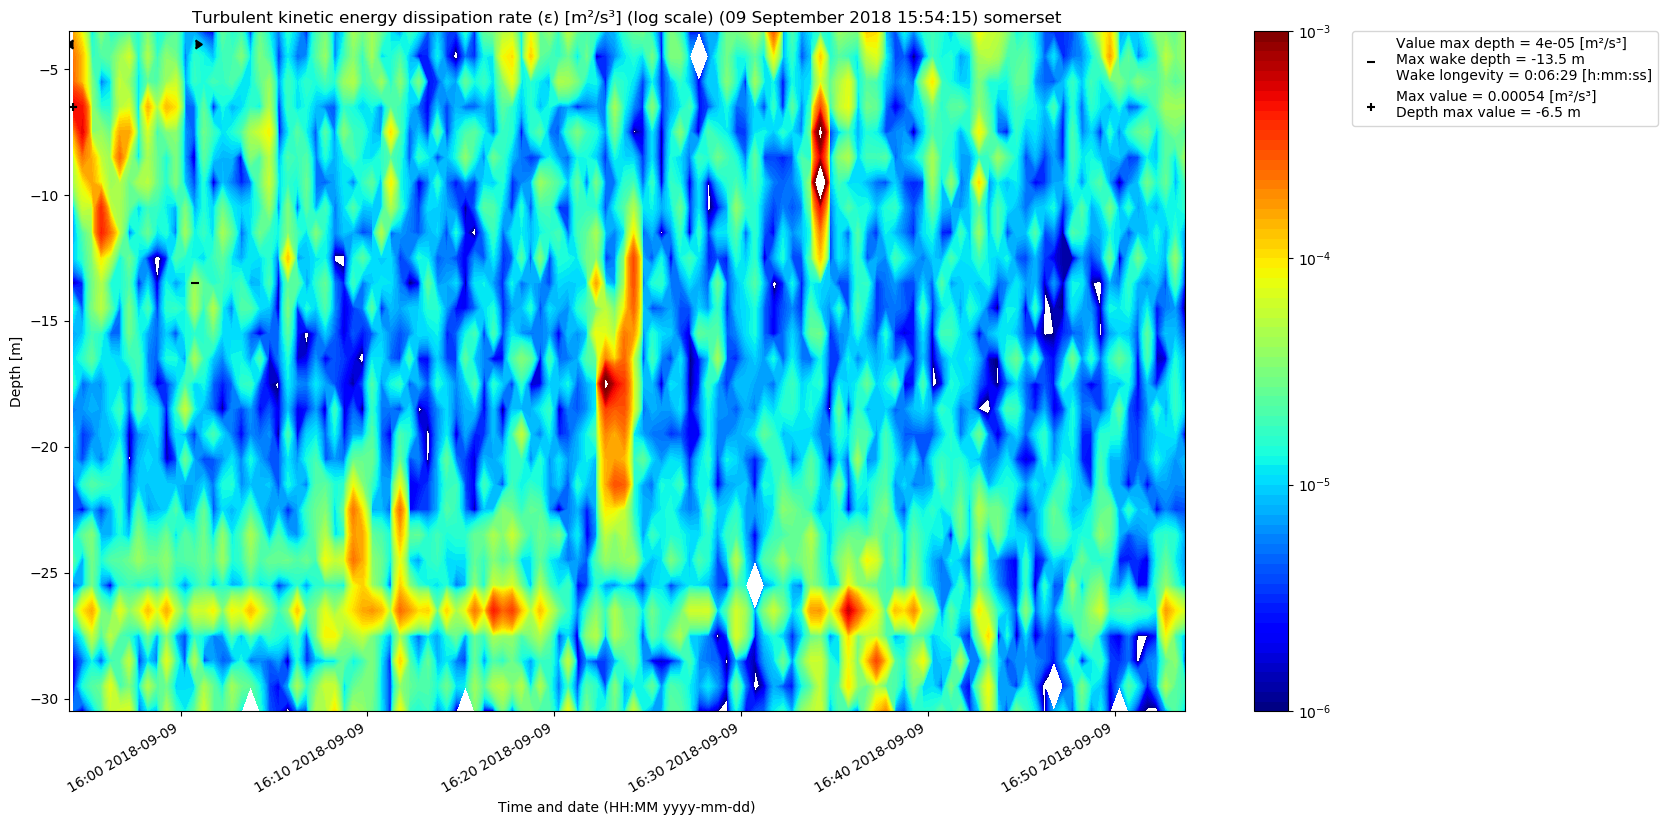 Turbulent kinetic energy dissipation rate (ε) [m²/s³] (log scale) (09 September 2018 15:54:15) somerset
Depth [m]
−5
−10
−15
−20
−25
−30
16:00 2018-09-09
16:10 2018-09-09
16:20 2018-09-09
16:30 2018-09-09
16:40 2018-09-09
16:50 2018-09-09
Time and date (HH:MM yyyy-mm-dd)
10⁻³
10⁻⁴
10⁻⁵
10⁻⁶
Value max depth = 4e-05 [m²/s³]
Max wake depth = -13.5 m
Wake longevity = 0:06:29 [h:mm:ss]
Max value = 0.00054 [m²/s³]
Depth max value = -6.5 m